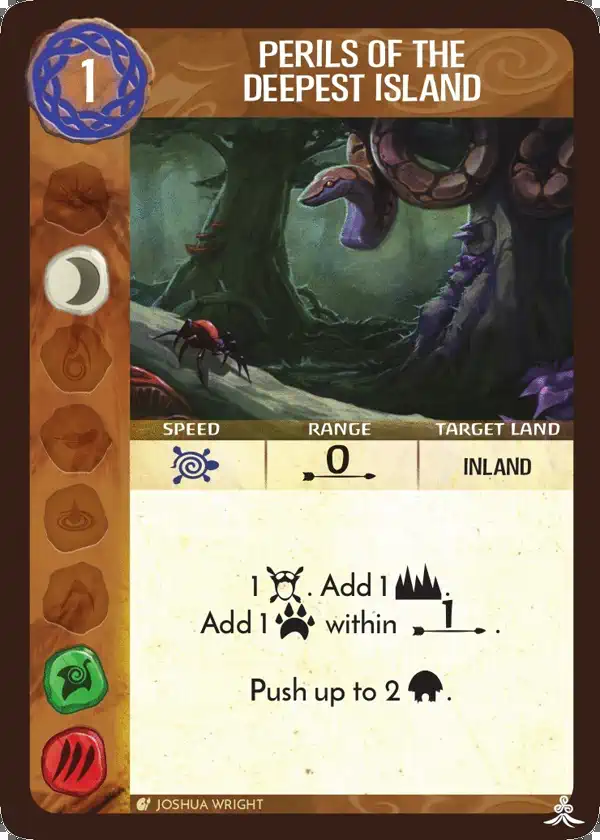 1
PERILS OF THE
DEEPEST ISLAND
SPEED RANGE TARGET LAND
0 INLAND
1 . Add 1 .
Add 1 within 1 .
Push up to 2 .
JOSHUA WRIGHT